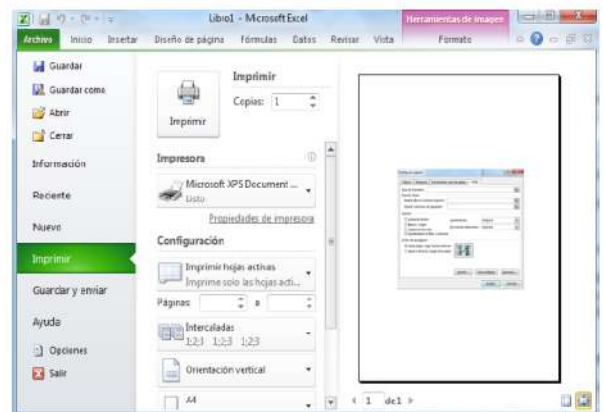 Libro1 - Microsoft Excel
Herramientas de imagen
Archivo Inicio Insertar Diseño de página Fórmulas Datos Revisar Vista Formato
Guardar
Guardar como
Abrir
Cerrar
Información
Reciente
Nuevo
Imprimir
Guardar y enviar
Ayuda
Opciones
Salir
Imprimir
Copias: 1
Imprimir
Impresora
Microsoft XPS Document ...
Listo
Propiedades de impresora
Configuración
Imprimir hojas activas
Imprime solo las hojas acti...
Páginas: a
Intercaladas
1;2;3 1;2;3 1;2;3
Orientación vertical
A4
1 de1